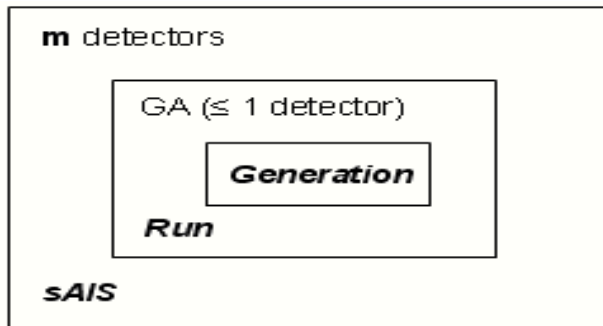 m detectors
GA (≤ 1 detector)
Generation
Run
sAIS